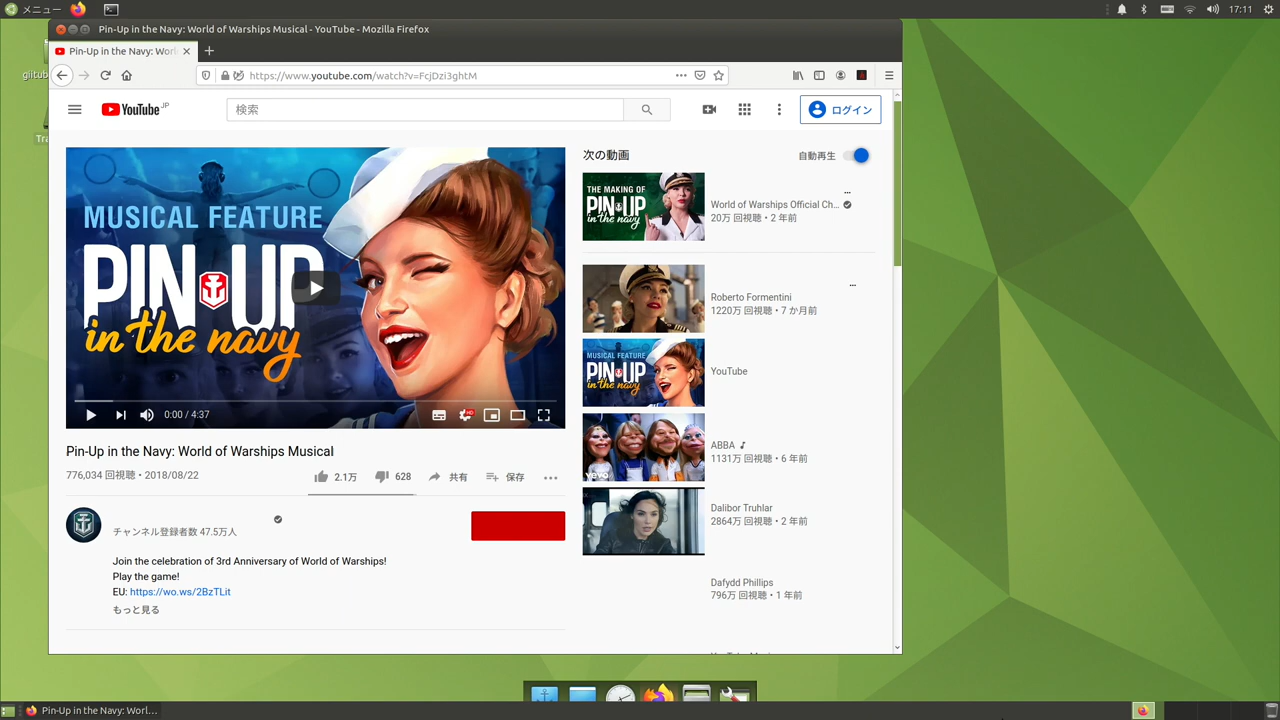 メニュー
17:11
Pin-Up in the Navy: World of Warships Musical - YouTube - Mozilla Firefox
Pin-Up in the Navy: Worl
https://www.youtube.com/watch?v=FcjDzi3ghtM
YouTube JP
検索
ログイン
MUSICAL FEATURE
PIN UP
in the navy
0:00 / 4:37
HD
Pin-Up in the Navy: World of Warships Musical
776,034 回視聴・2018/08/22
2.1万
628
共有
保存
チャンネル登録者数 47.5万人
Join the celebration of 3rd Anniversary of World of Warships!
Play the game!
EU: https://wo.ws/2BzTLit
もっと見る
次の動画
自動再生
THE MAKING OF
PIN UP
in the navy
World of Warships Official Ch...
20万 回視聴・2 年前
Roberto Formentini
1220万 回視聴・7 か月前
MUSICAL FEATURE
PIN UP
in the navy
YouTube
vevo
ABBA
1131万 回視聴・6 年前
Dalibor Truhlar
2864万 回視聴・2 年前
Dafydd Phillips
796万 回視聴・1 年前
glitub
Tra
Pin-Up in the Navy: Worl...